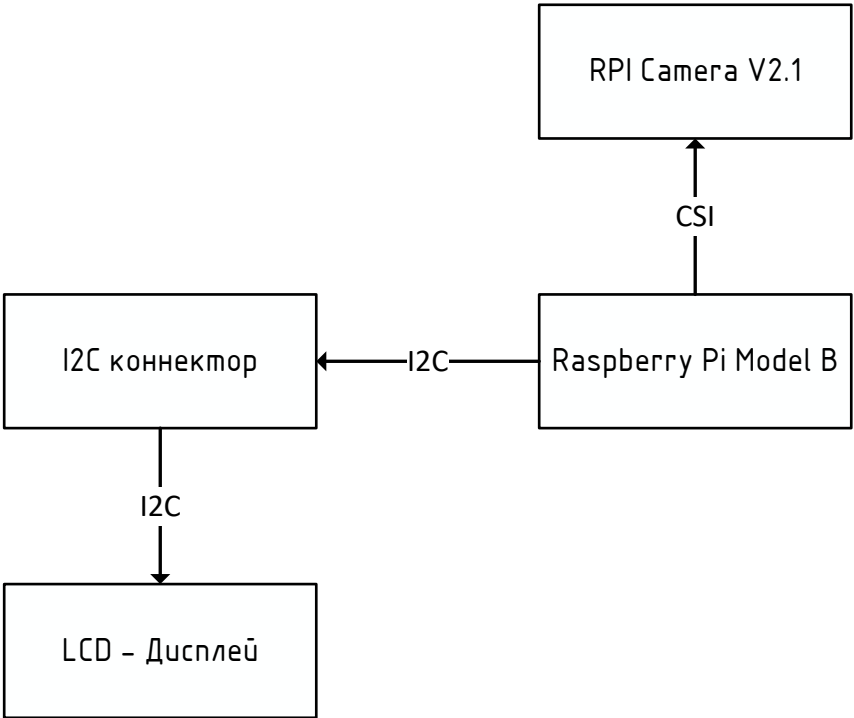 RPI Camera V2.1
CSI
I2C коннектор
I2C
Raspberry Pi Model B
I2C
LCD - Дисплей